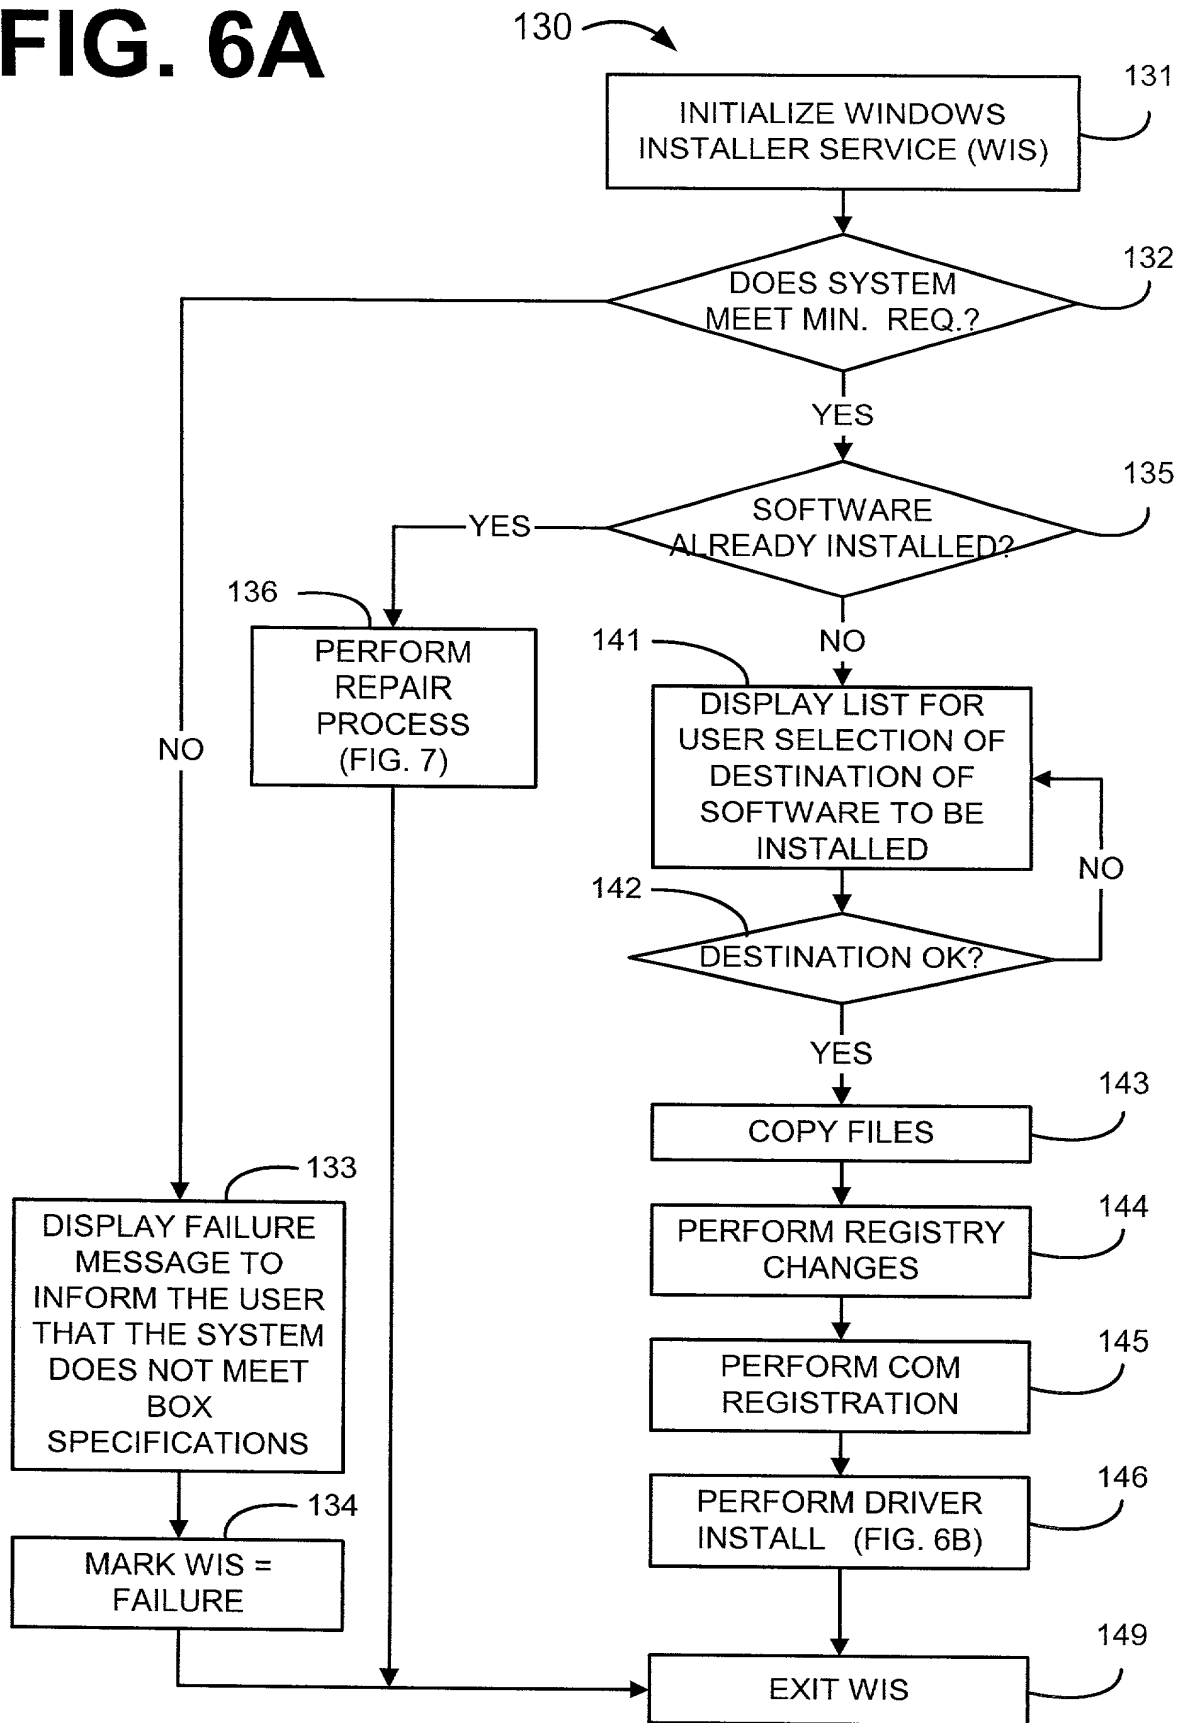 FIG. 6A
130
INITIALIZE WINDOWS
INSTALLER SERVICE (WIS)
131
DOES SYSTEM
MEET MIN. REQ.?
132
YES
SOFTWARE
ALREADY INSTALLED?
135
YES
136
PERFORM
REPAIR
PROCESS
(FIG. 7)
NO
NO
141
DISPLAY LIST FOR
USER SELECTION OF
DESTINATION OF
SOFTWARE TO BE
INSTALLED
NO
142
DESTINATION OK?
YES
143
COPY FILES
133
DISPLAY FAILURE
MESSAGE TO
INFORM THE USER
THAT THE SYSTEM
DOES NOT MEET
BOX
SPECIFICATIONS
144
PERFORM REGISTRY
CHANGES
145
PERFORM COM
REGISTRATION
146
PERFORM DRIVER
INSTALL (FIG. 6B)
134
MARK WIS =
FAILURE
149
EXIT WIS